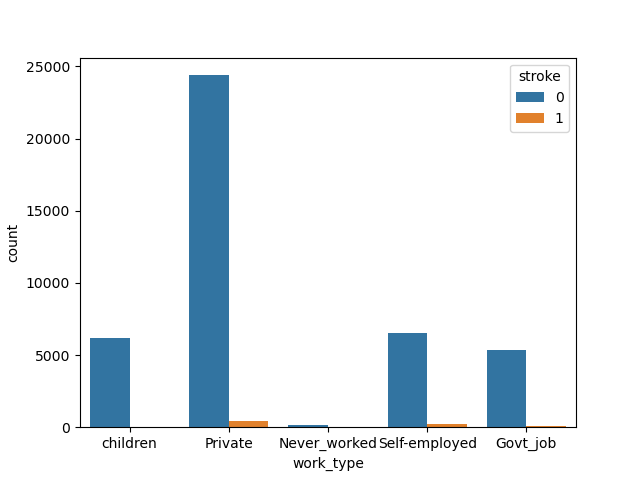 25000
20000
15000
10000
5000
0
count
stroke
0
1
children Private Never_worked Self-employed Govt_job
work_type